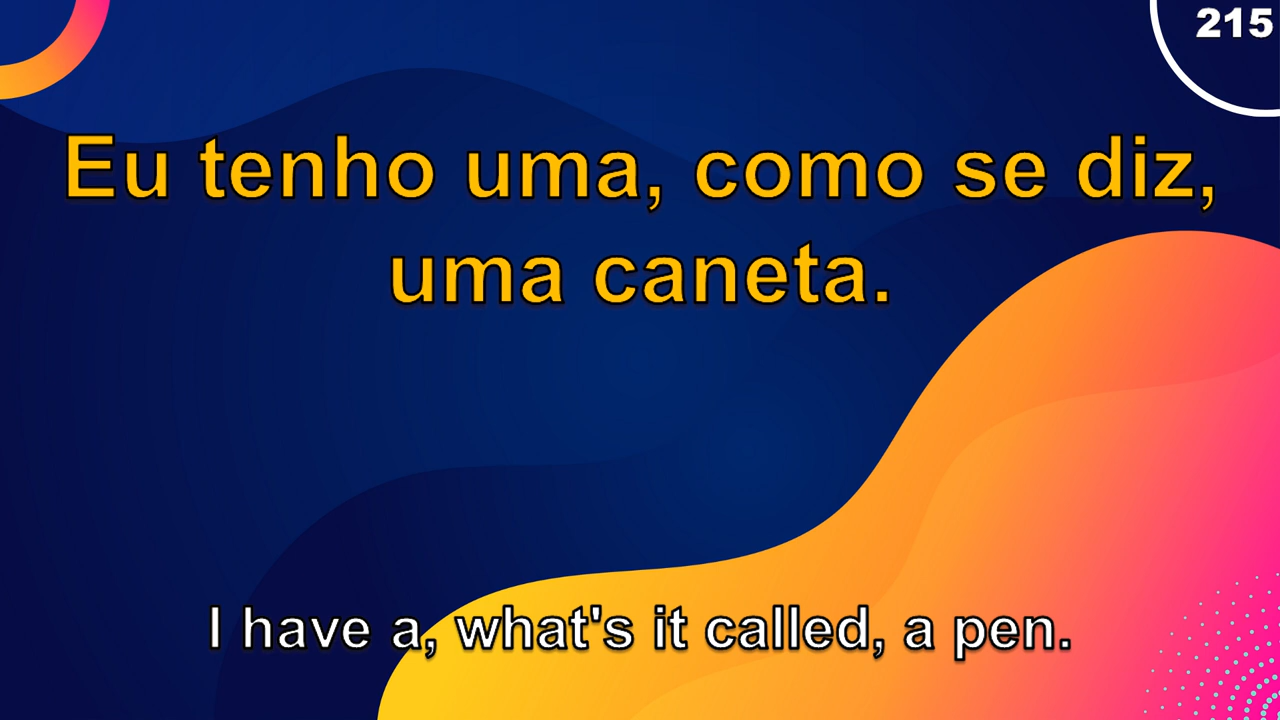 215
Eu tenho uma, como se diz,
uma caneta.
I have a, what's it called, a pen.